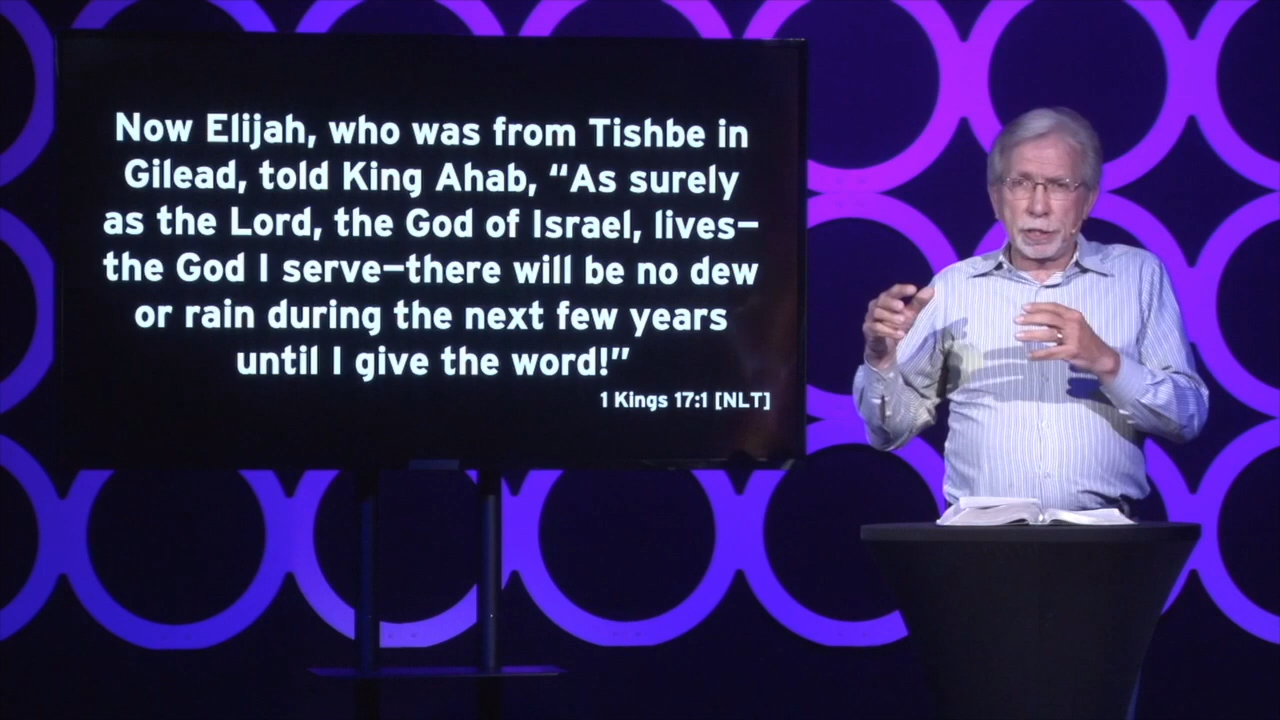 Now Elijah, who was from Tishbe in
Gilead, told King Ahab, “As surely
as the Lord, the God of Israel, lives—
the God I serve—there will be no dew
or rain during the next few years
until I give the word!”
1 Kings 17:1 [NLT]